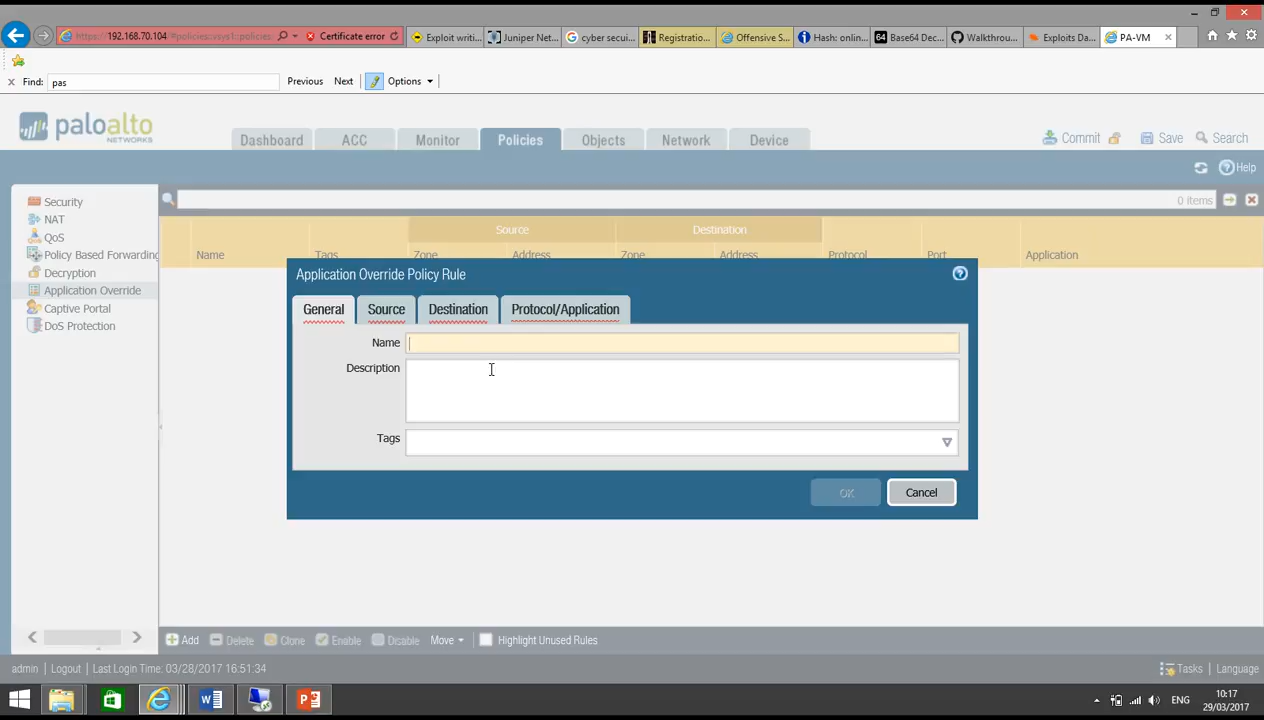 https://192.168.70.104/#policies::vsys1::policies
Certificate error
Exploit writi...
Juniper Net...
cyber secui...
Registratio...
Offensive S...
Hash: onlin...
64
Base64 Dec...
Walkthrou...
Exploits Da...
PA-VM
Find: pas
Previous
Next
Options
paloalto
NETWORKS
Dashboard
ACC
Monitor
Policies
Objects
Network
Device
Commit
Save
Search
Help
Security
NAT
QoS
Policy Based Forwarding
Decryption
Application Override
Captive Portal
DoS Protection
0 items
Source
Destination
Name
Tags
Zone
Address
Zone
Address
Protocol
Port
Application
Application Override Policy Rule
General
Source
Destination
Protocol/Application
Name
Description
Tags
OK
Cancel
Add
Delete
Clone
Enable
Disable
Move
Highlight Unused Rules
admin | Logout | Last Login Time: 03/28/2017 16:51:34
Tasks | Language
ENG
10:17
29/03/2017